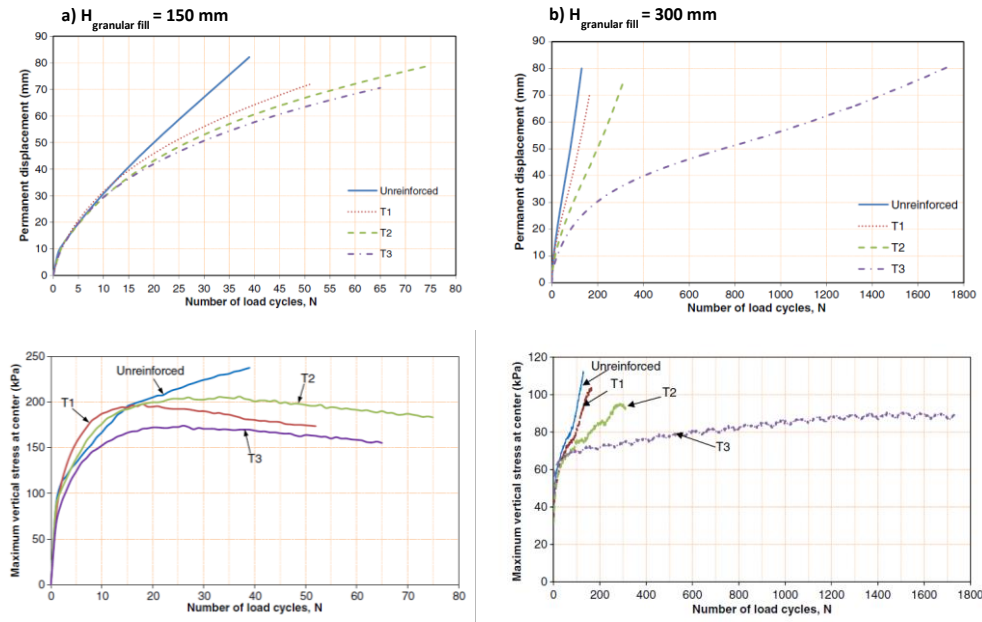 a) Hgranular fill = 150 mm
90
80
70
60
50
40
30
20
10
0
Permanent displacement (mm)
Unreinforced
T1
T2
T3
0 5 10 15 20 25 30 35 40 45 50 55 60 65 70 75 80
Number of load cycles, N
b) Hgranular fill = 300 mm
90
80
70
60
50
40
30
20
10
0
Permanent displacement (mm)
Unreinforced
T1
T2
T3
0 200 400 600 800 1000 1200 1400 1600 1800
Number of load cycles, N
250
200
150
100
50
0
Maximum vertical stress at center (kPa)
Unreinforced
T1
T2
T3
0 10 20 30 40 50 60 70 80
Number of load cycles, N
120
100
80
60
40
20
0
Maximum vertical stress at center (kPa)
Unreinforced
T1
T2
T3
0 200 400 600 800 1000 1200 1400 1600 1800
Number of load cycles, N